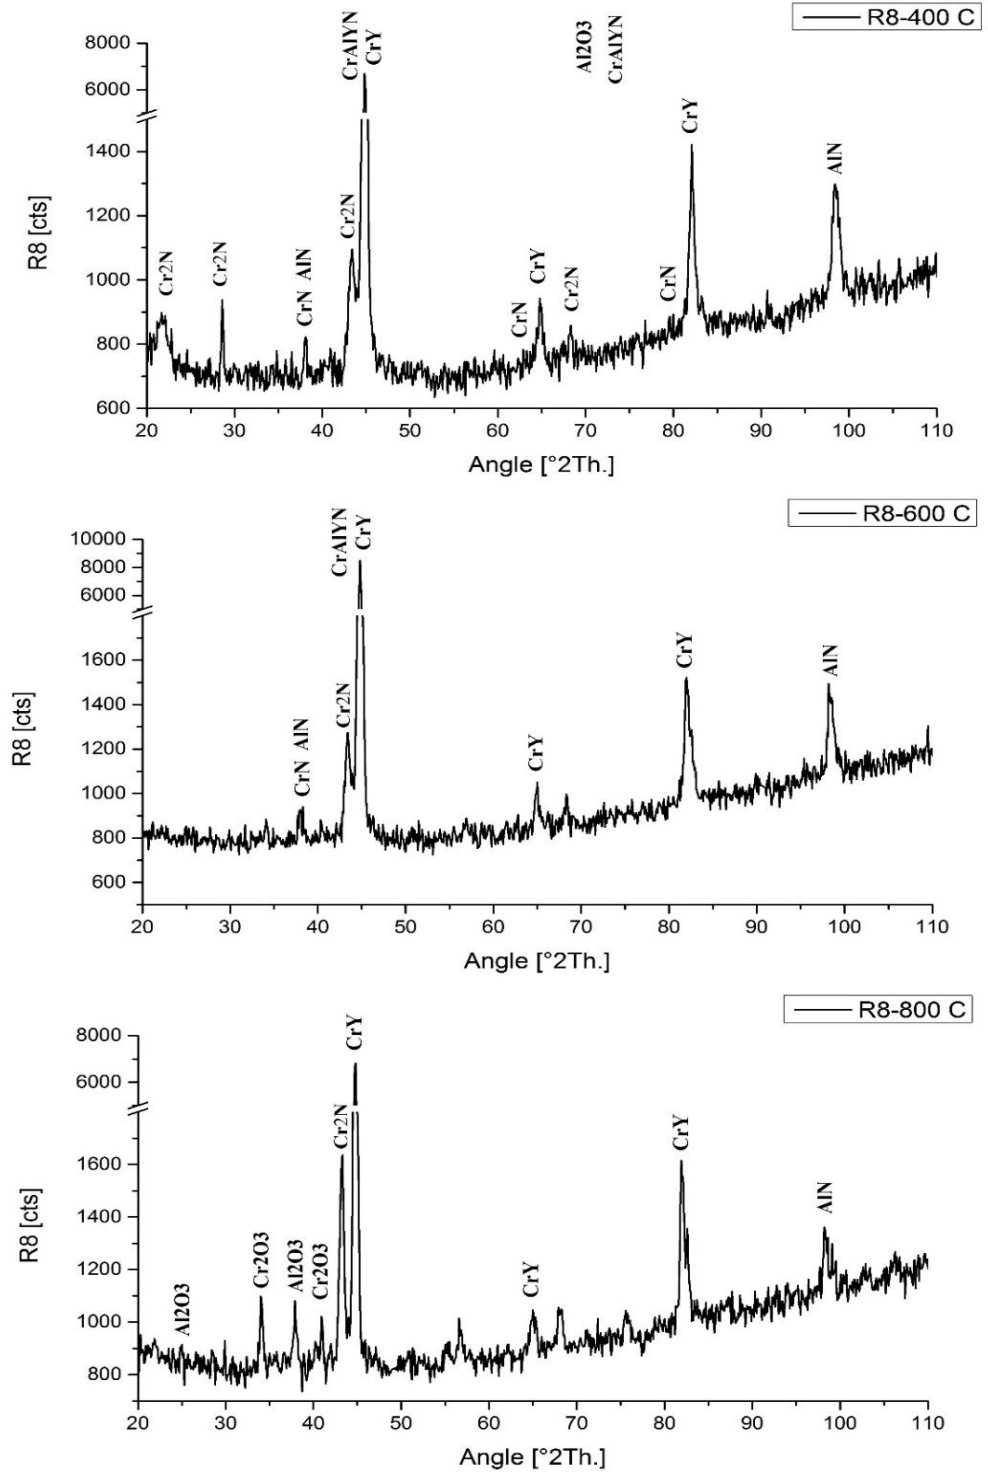 R8-400 C
CrAlYN
CrY
Al2O3
CrAlYN
CrY
AlN
Cr2N
Cr2N
Cr2N
CrN AlN
CrN
CrY
Cr2N
CrN
8000
6000
1400
1200
1000
800
600
R8 [cts]
20 30 40 50 60 70 80 90 100 110
Angle [°2Th.]
R8-600 C
CrAlYN
CrY
Cr2N
CrN AlN
CrY
CrY
AlN
10000
8000
6000
1600
1400
1200
1000
800
600
R8 [cts]
20 30 40 50 60 70 80 90 100 110
Angle [°2Th.]
R8-800 C
CrY
Cr2N
Al2O3
Cr2O3
Al2O3
Cr2O3
CrY
CrY
AlN
8000
6000
1600
1400
1200
1000
800
R8 [cts]
20 30 40 50 60 70 80 90 100 110
Angle [°2Th.]